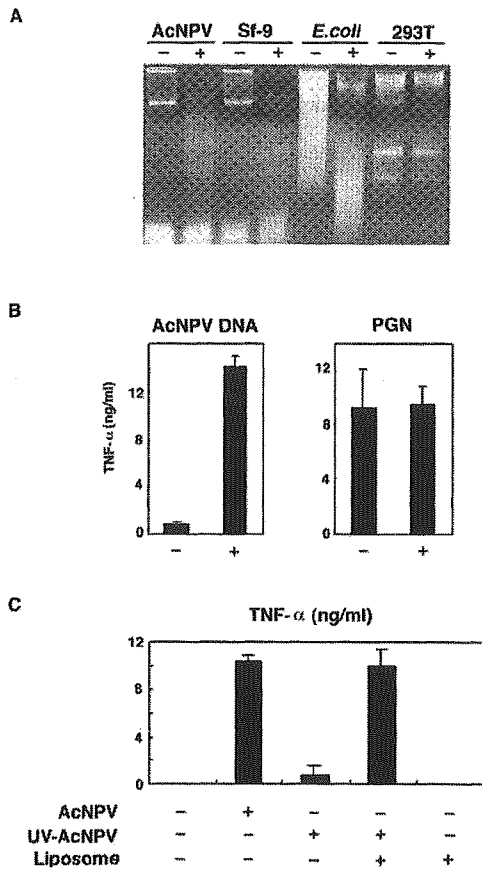 A
AcNPV Sf-9 E.coli 293T
− + − + − + − +
B
AcNPV DNA PGN
TNF-α (ng/ml)
12
8
4
0
12
8
4
0
− + − +
C
TNF- α (ng/ml)
12
8
4
0
AcNPV − + − − −
UV-AcNPV − − + + −
Liposome − − − + +